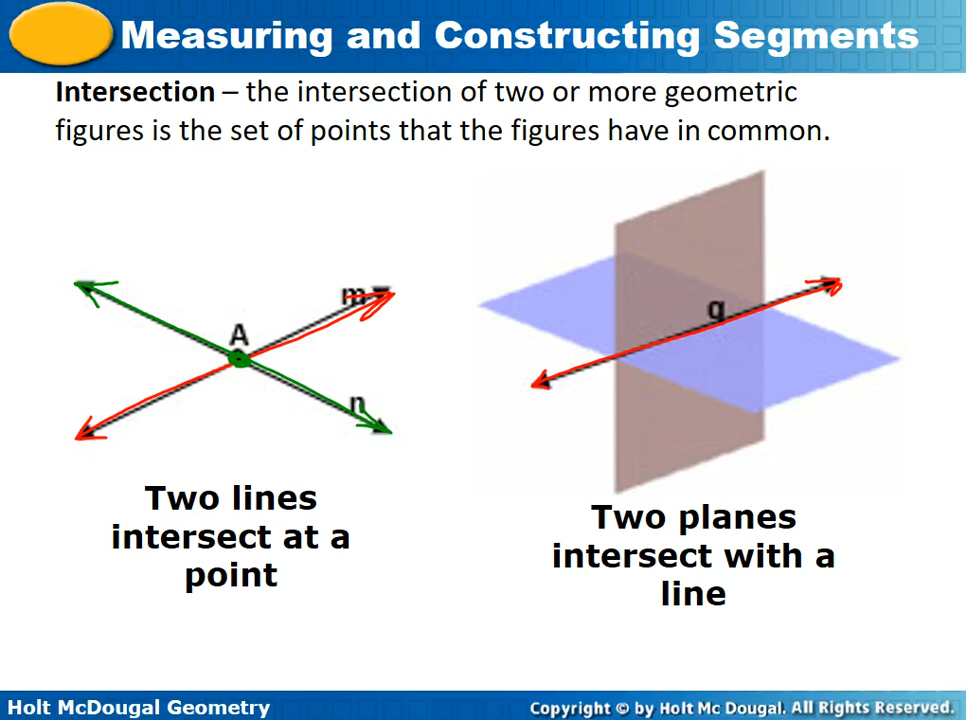 Measuring and Constructing Segments
Intersection – the intersection of two or more geometric
figures is the set of points that the figures have in common.
m
A
n
q
Two lines
intersect at a
point
Two planes
intersect with a
line
Holt McDougal Geometry
Copyright © by Holt Mc Dougal. All Rights Reserved.